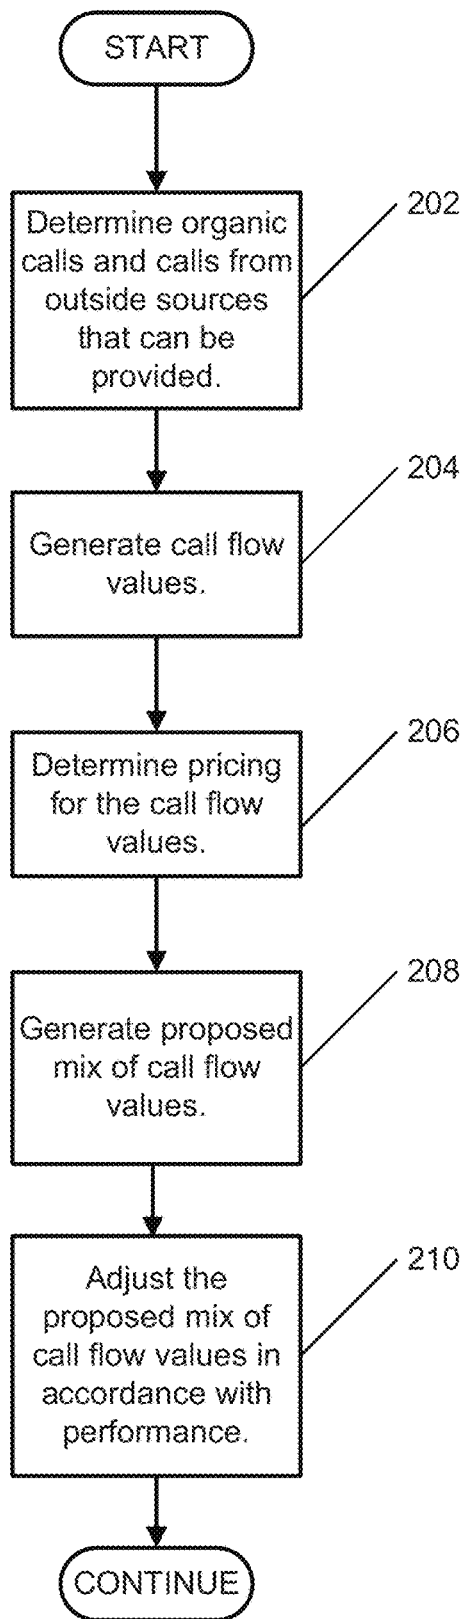 START
202
Determine organic
calls and calls from
outside sources
that can be
provided.
204
Generate call flow
values.
206
Determine pricing
for the call flow
values.
208
Generate proposed
mix of call flow
values.
210
Adjust the
proposed mix of
call flow values in
accordance with
performance.
CONTINUE